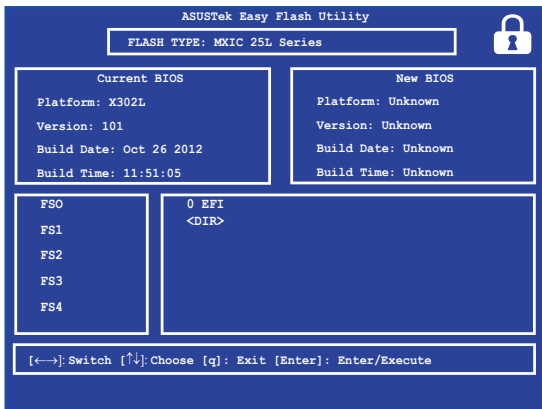 ASUSTek Easy Flash Utility
FLASH TYPE: MXIC 25L Series
Current BIOS
Platform: X302L
Version: 101
Build Date: Oct 26 2012
Build Time: 11:51:05
New BIOS
Platform: Unknown
Version: Unknown
Build Date: Unknown
Build Time: Unknown
FSO
FS1
FS2
FS3
FS4
0 EFI
<DIR>
[←→]: Switch [↑↓]: Choose [q]: Exit [Enter]: Enter/Execute